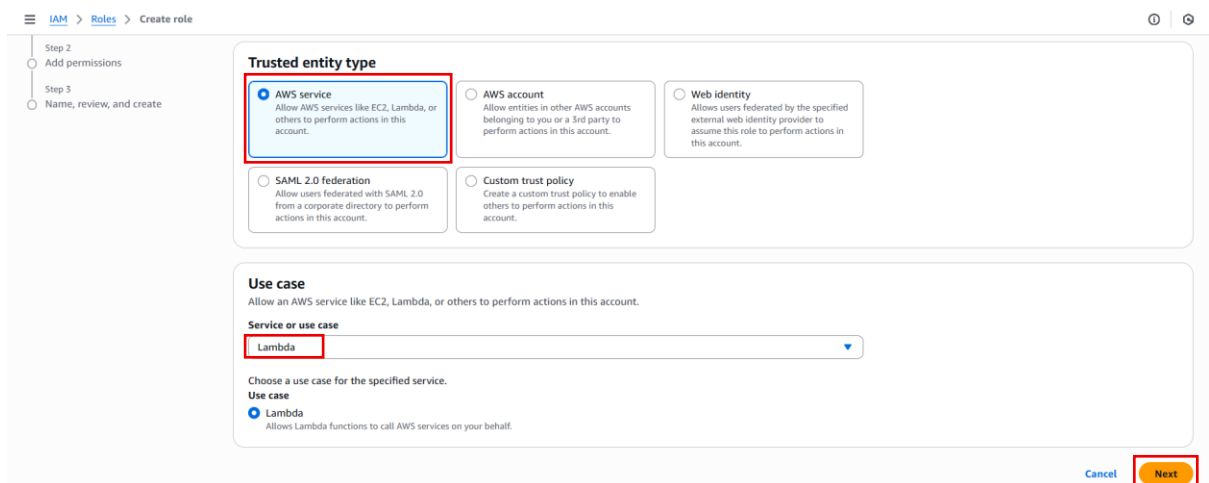 IAM > Roles > Create role
Step 2
Add permissions
Step 3
Name, review, and create
Trusted entity type
AWS service
Allow AWS services like EC2, Lambda, or
others to perform actions in this
account.
AWS account
Allow entities in other AWS accounts
belonging to you or a 3rd party to
perform actions in this account.
Web identity
Allows users federated by the specified
external web identity provider to
assume this role to perform actions in
this account.
SAML 2.0 federation
Allow users federated with SAML 2.0
from a corporate directory to perform
actions in this account.
Custom trust policy
Create a custom trust policy to enable
others to perform actions in this
account.
Use case
Allow an AWS service like EC2, Lambda, or others to perform actions in this account.
Service or use case
Lambda
Choose a use case for the specified service.
Use case
Lambda
Allows Lambda functions to call AWS services on your behalf.
Cancel
Next